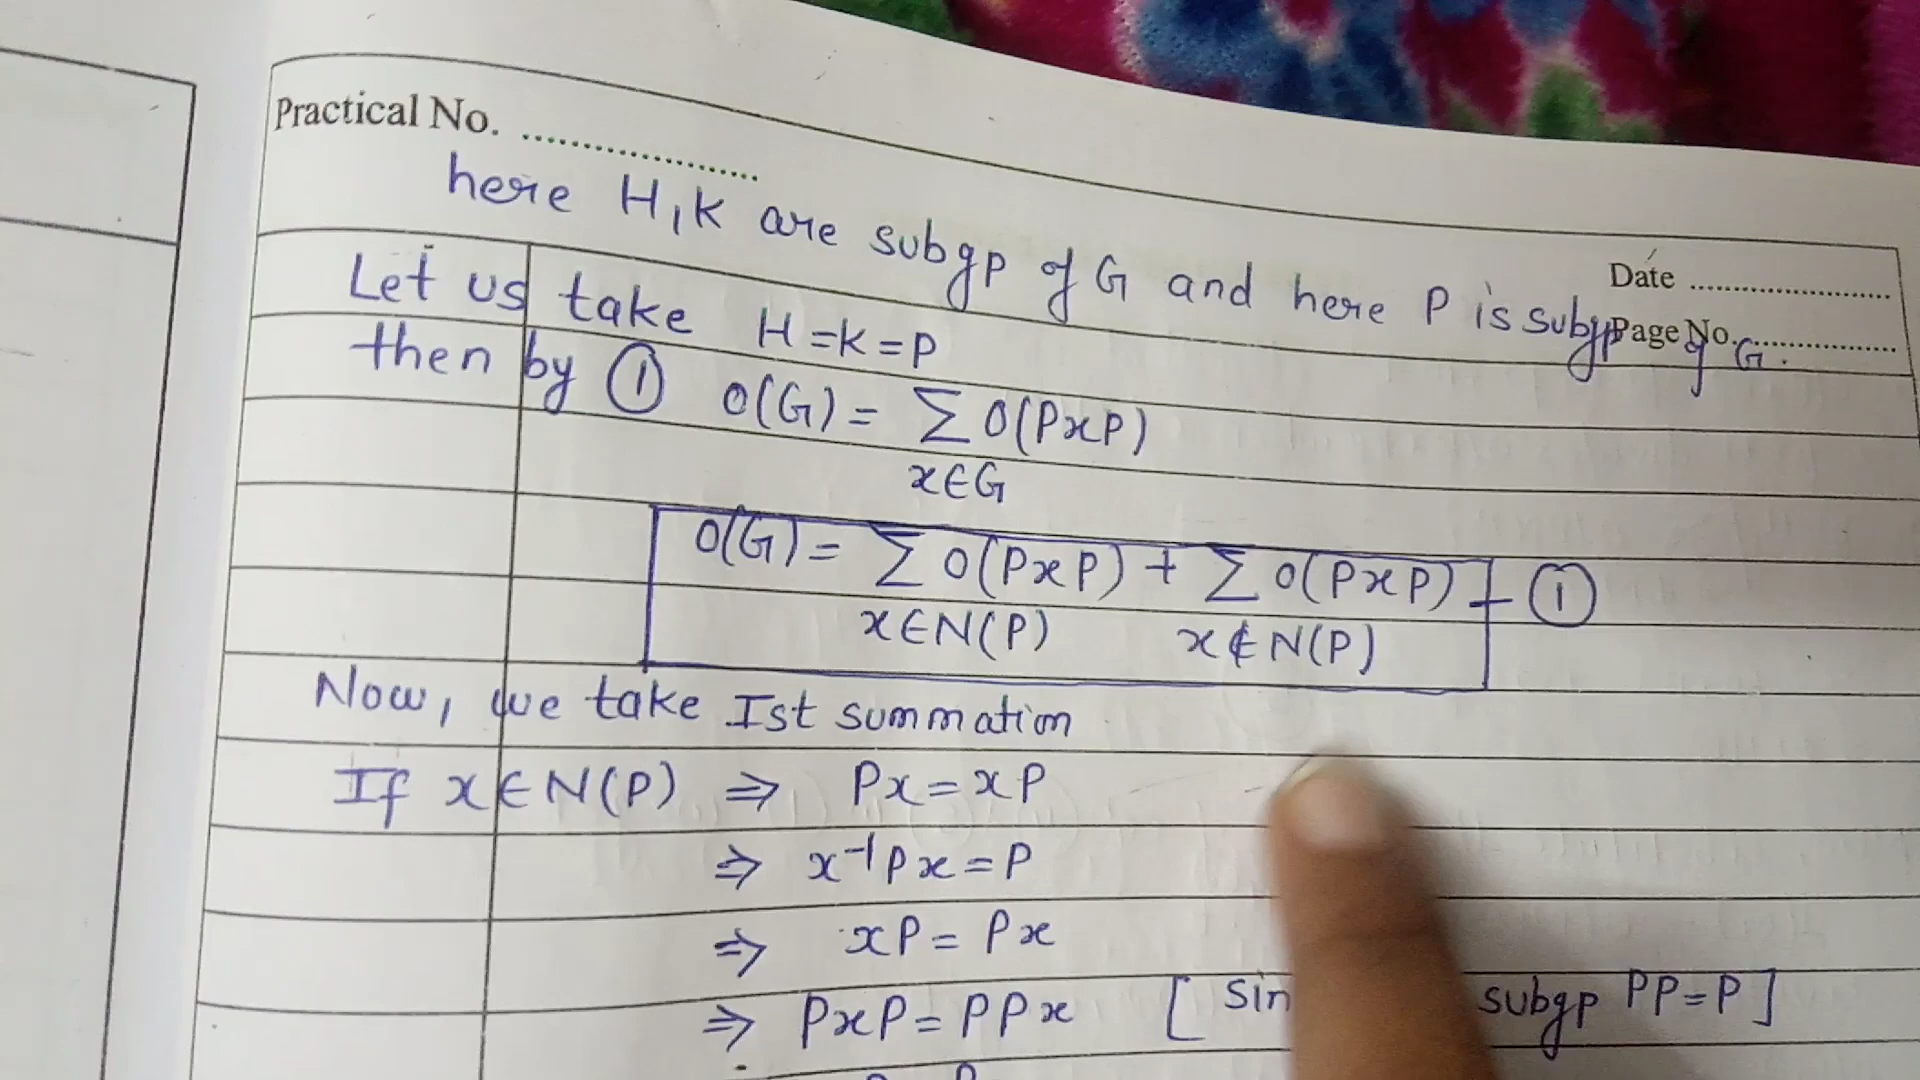 Practical No. ....................
Date ........................
Page No. ................
here H, K are subgp of G and here P is subgp of G.
Let us take H=K=P
then by ① O(G) = ∑ O(PxP)
x∈G
O(G) = ∑ O(PxP) + ∑ O(PxP) — ①
x∈N(P) x∉N(P)
Now, we take Ist summation
If x∈N(P) ⇒ Px = xP
⇒ x⁻¹Px = P
⇒ xP = Px
⇒ PxP = PPx [ subgp PP=P]